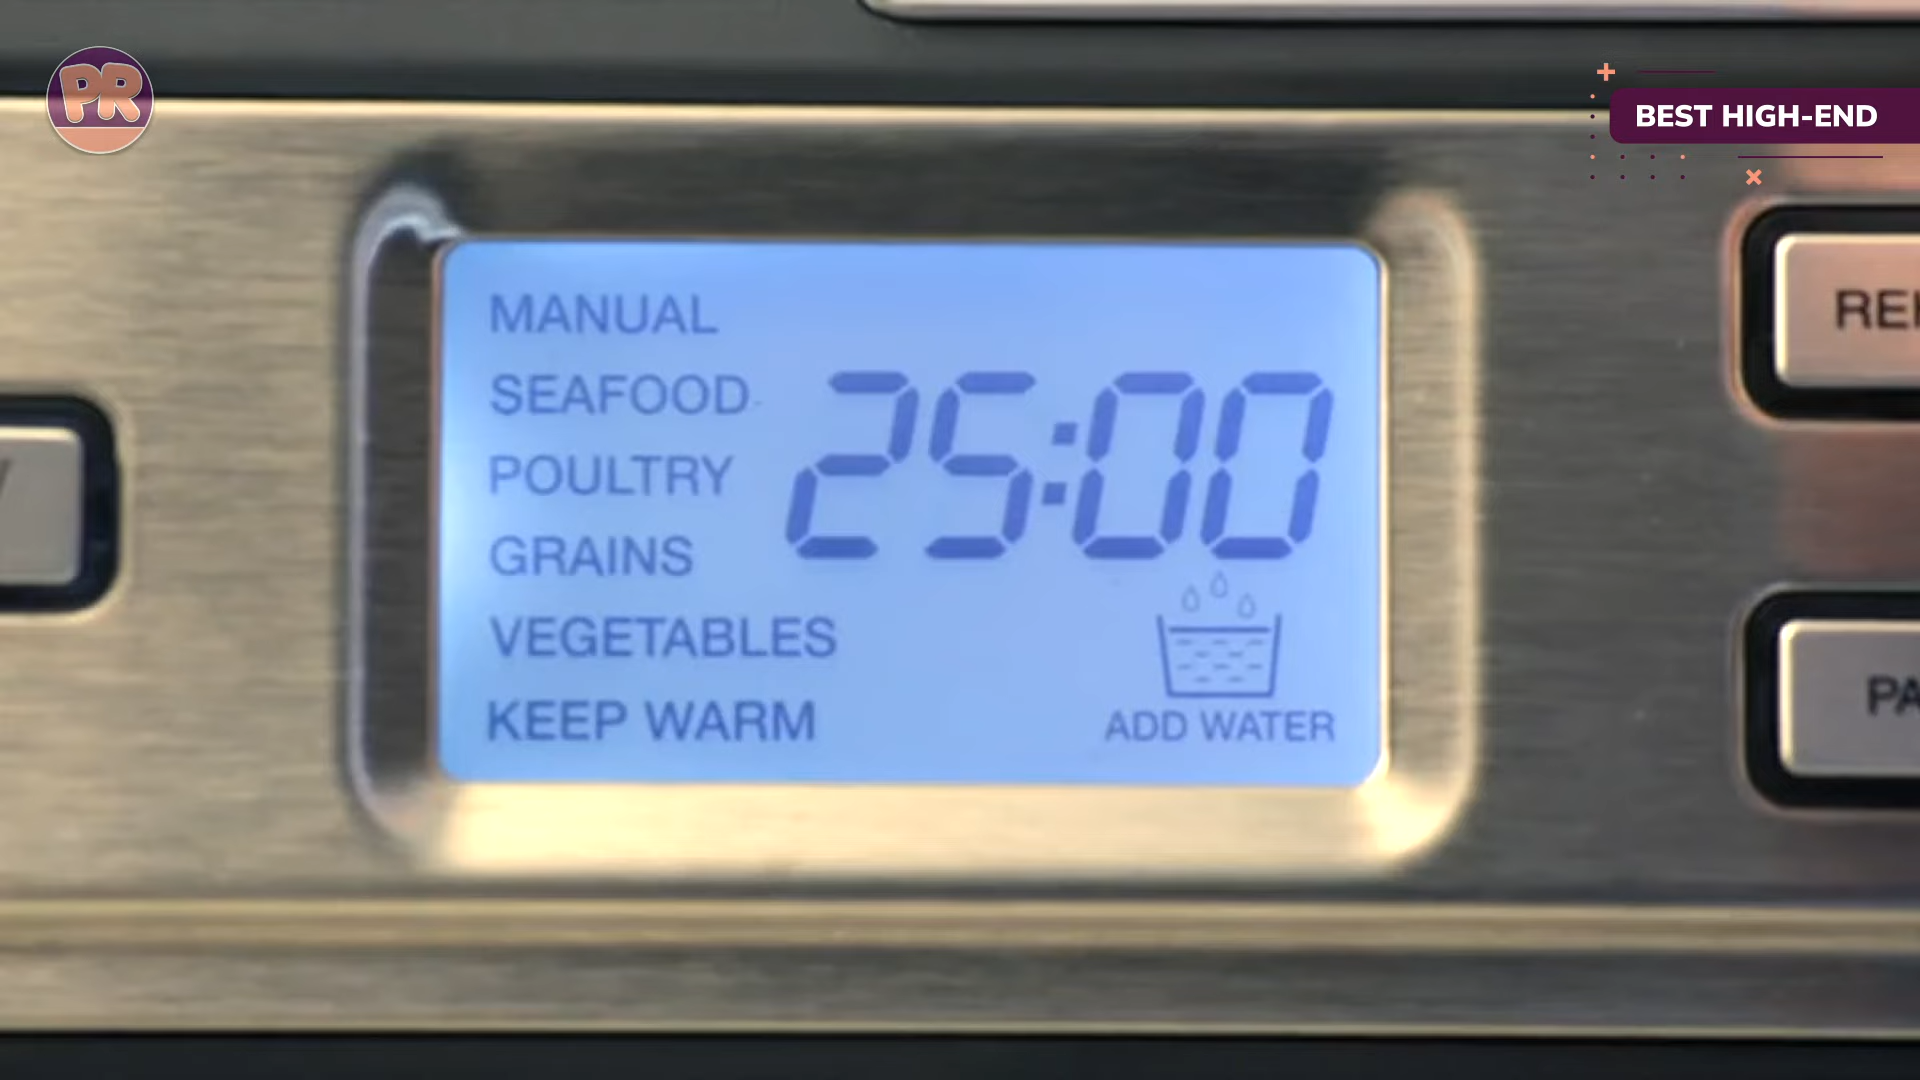 PR
BEST HIGH-END
MANUAL
SEAFOOD
POULTRY
GRAINS
VEGETABLES
KEEP WARM
25:00
ADD WATER